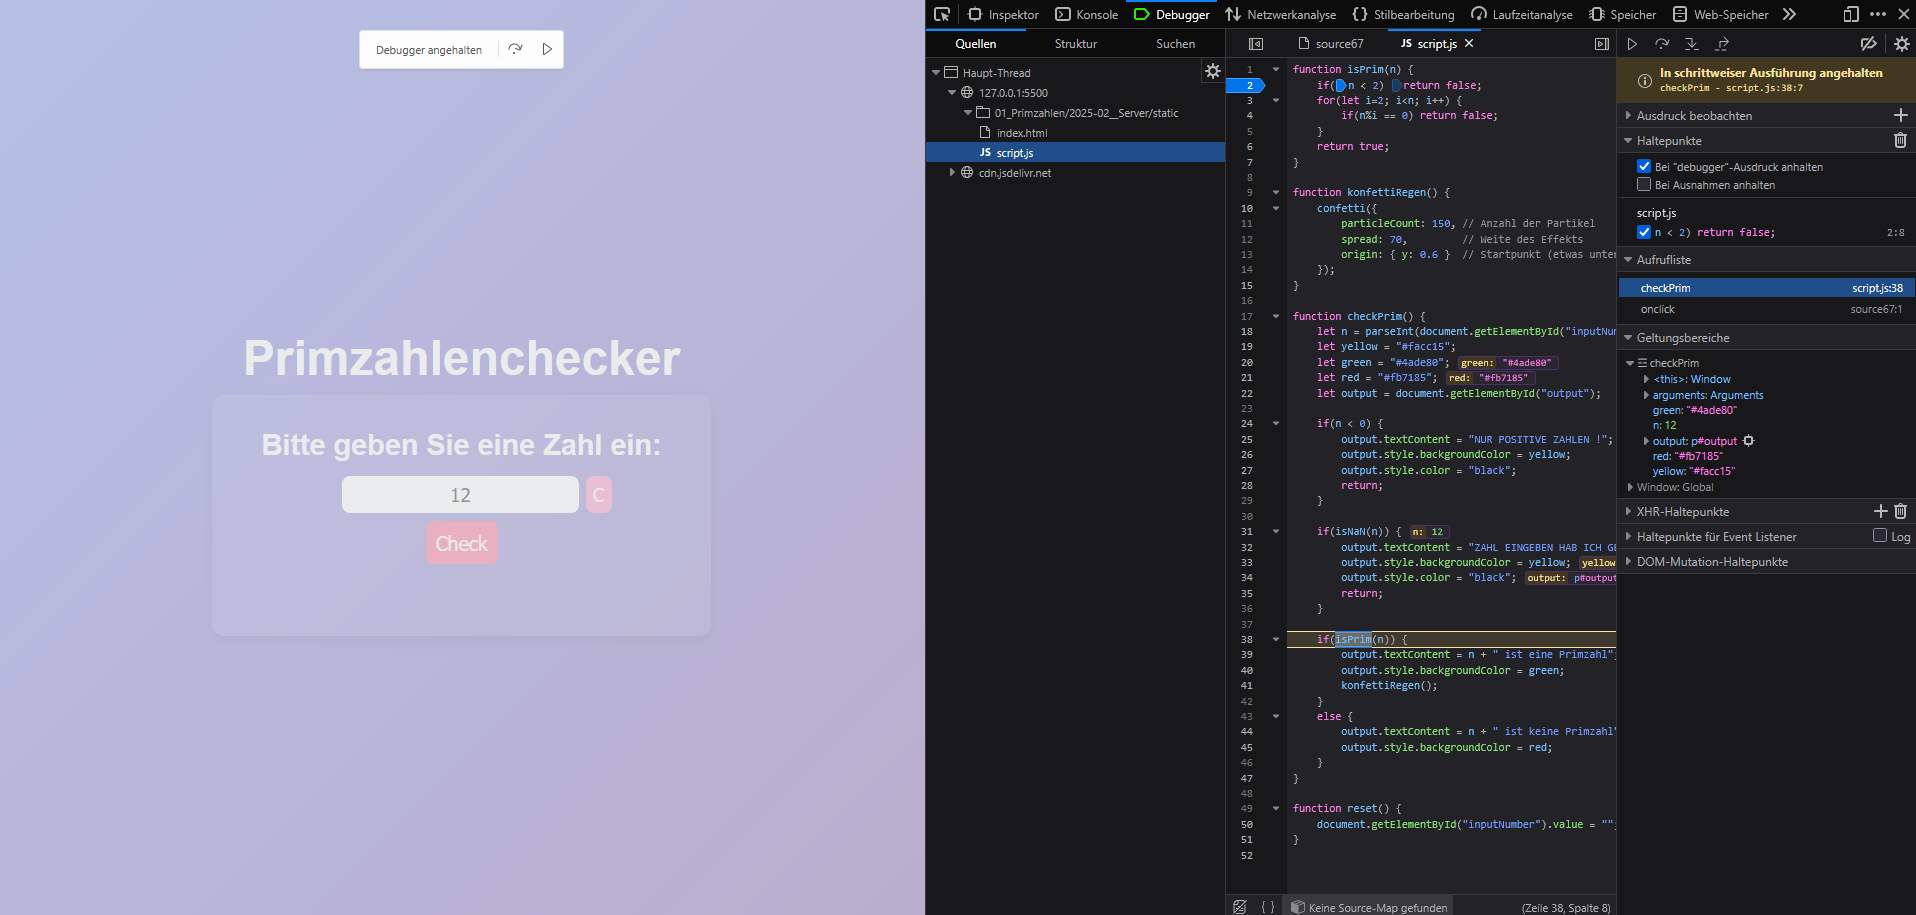 Debugger angehalten
Primzahlenchecker
Bitte geben Sie eine Zahl ein:
12 C
Check
Inspektor Konsole Debugger Netzwerkanalyse {} Stilbearbeitung Laufzeitanalyse Speicher Web-Speicher
Quellen Struktur Suchen
Haupt-Thread
127.0.0.1:5500
01_Primzahlen/2025-02__Server/static
index.html
JS script.js
cdn.jsdelivr.net
source67 JS script.js
1 function isPrim(n) {
2 if( n < 2) return false;
3 for(let i=2; i<n; i++) {
4 if(n%i == 0) return false;
5 }
6 return true;
7 }
8
9 function konfettiRegen() {
10 confetti({
11 particleCount: 150, // Anzahl der Partikel
12 spread: 70, // Weite des Effekts
13 origin: { y: 0.6 } // Startpunkt (etwas unter
14 });
15 }
16
17 function checkPrim() {
18 let n = parseInt(document.getElementById("inputNum
19 let yellow = "#facc15";
20 let green = "#4ade80"; green: "#4ade80"
21 let red = "#fb7185"; red: "#fb7185"
22 let output = document.getElementById("output");
23
24 if(n < 0) {
25 output.textContent = "NUR POSITIVE ZAHLEN !";
26 output.style.backgroundColor = yellow;
27 output.style.color = "black";
28 return;
29 }
30
31 if(isNaN(n)) { n: 12
32 output.textContent = "ZAHL EINGEBEN HAB ICH GE
33 output.style.backgroundColor = yellow; yellow
34 output.style.color = "black"; output: p#output
35 return;
36 }
37
38 if(isPrim(n)) {
39 output.textContent = n + " ist eine Primzahl";
40 output.style.backgroundColor = green;
41 konfettiRegen();
42 }
43 else {
44 output.textContent = n + " ist keine Primzahl"
45 output.style.backgroundColor = red;
46 }
47 }
48
49 function reset() {
50 document.getElementById("inputNumber").value = "";
51 }
52
{ } Keine Source-Map gefunden (Zeile 38, Spalte 8)
In schrittweiser Ausführung angehalten
checkPrim - script.js:38:7
Ausdruck beobachten
Haltepunkte
Bei "debugger"-Ausdruck anhalten
Bei Ausnahmen anhalten
script.js
n < 2) return false; 2:8
Aufrufliste
checkPrim script.js:38
onclick source67:1
Geltungsbereiche
checkPrim
<this>: Window
arguments: Arguments
green: "#4ade80"
n: 12
output: p#output
red: "#fb7185"
yellow: "#facc15"
Window: Global
XHR-Haltepunkte
Haltepunkte für Event Listener Log
DOM-Mutation-Haltepunkte